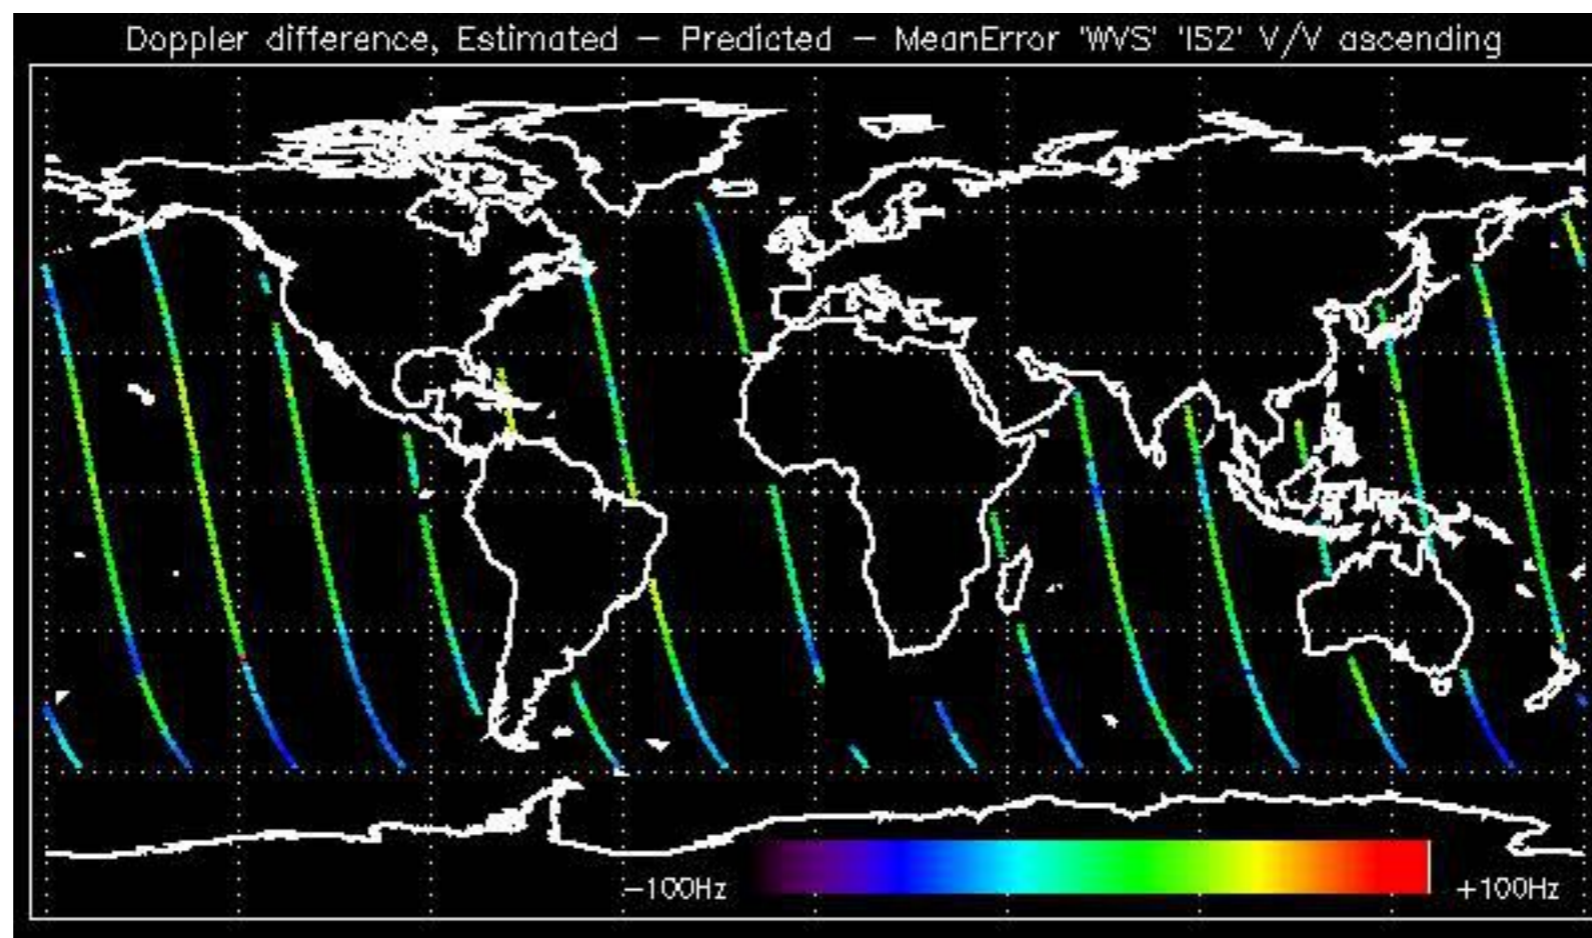 Doppler difference, Estimated – Predicted – MeanError 'WVS' 'IS2' V/V ascending
–100Hz
+100Hz